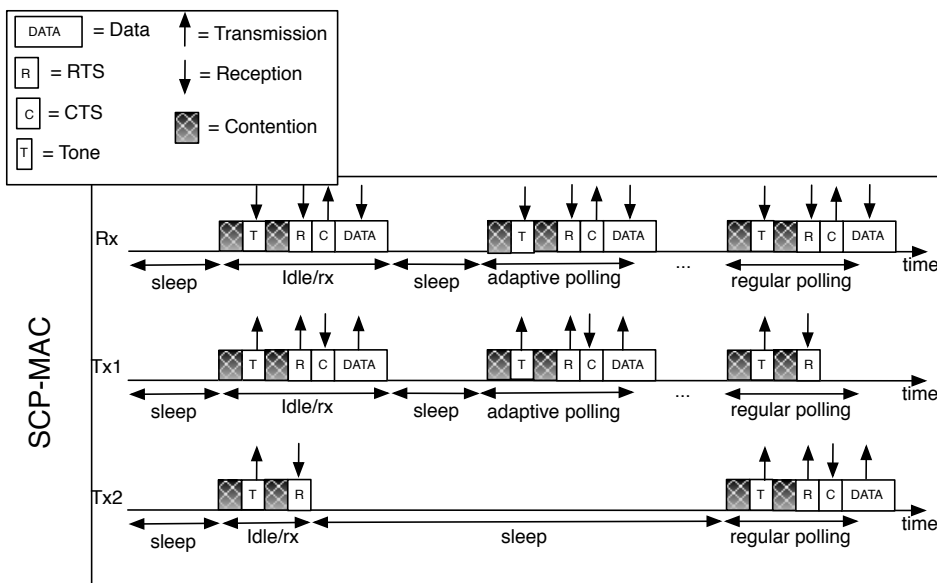 DATA = Data = Transmission
R = RTS = Reception
C = CTS = Contention
T = Tone
SCP-MAC
Rx T R C DATA T R C DATA T R C DATA
time
sleep Idle/rx sleep adaptive polling ... regular polling
Tx1 T R C DATA T R C DATA T R
time
sleep Idle/rx sleep adaptive polling ... regular polling
Tx2 T R T R C DATA
time
sleep Idle/rx sleep regular polling